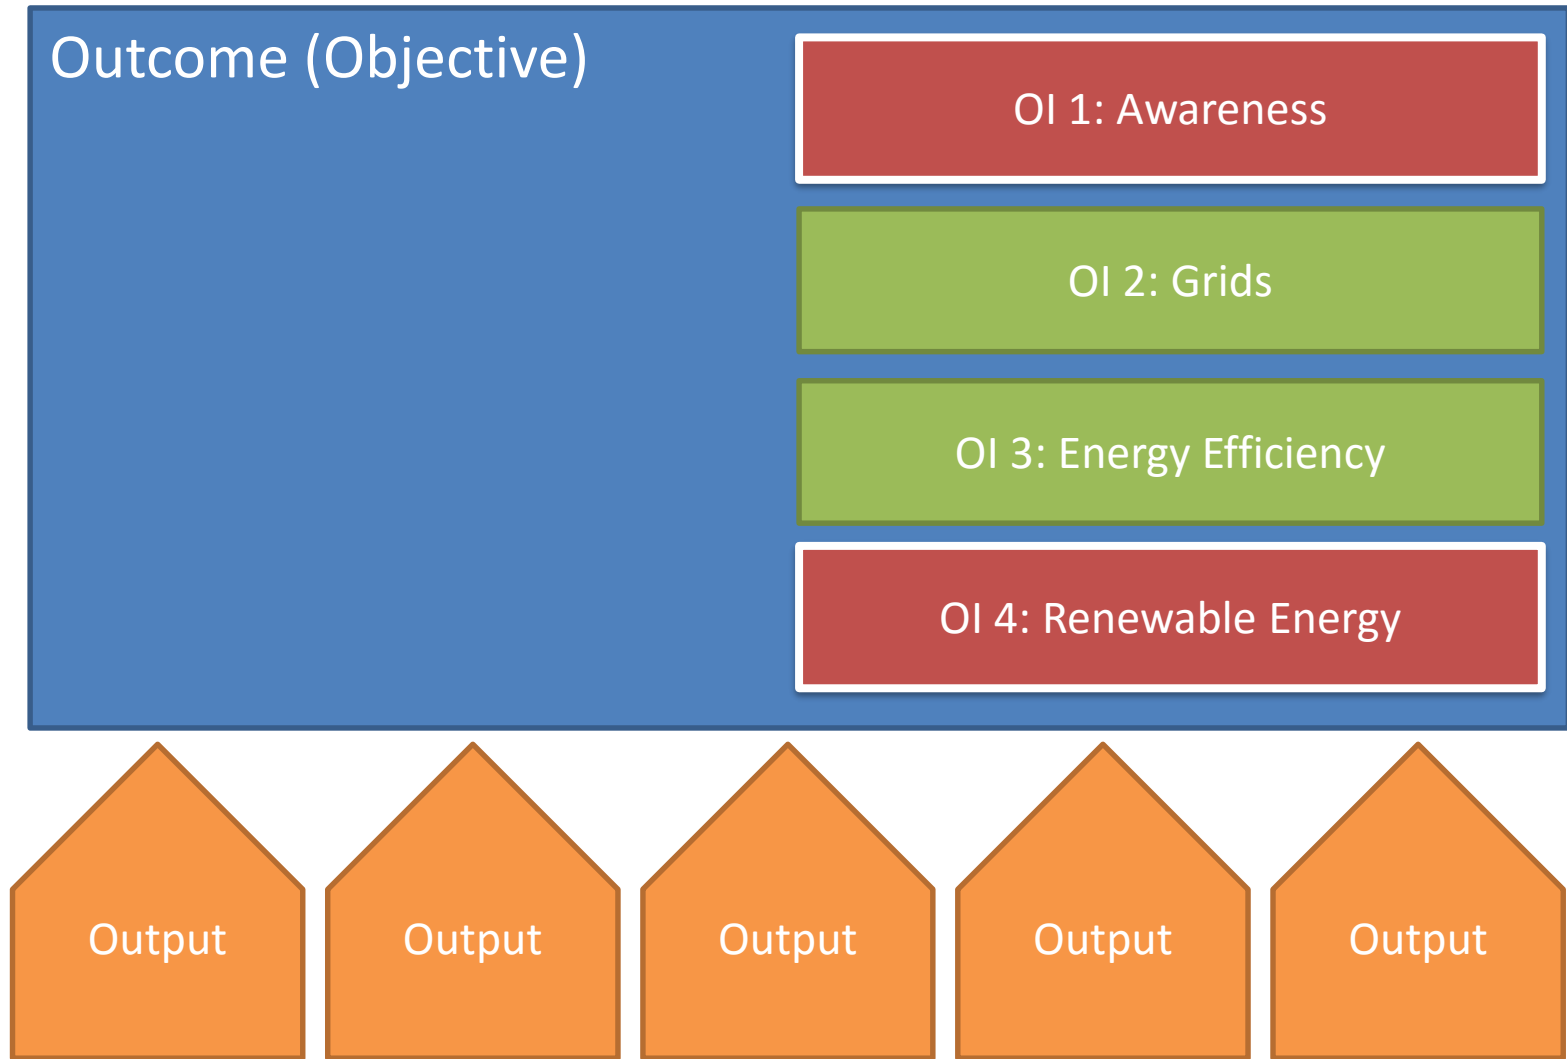 Outcome (Objective)
OI 1: Awareness
OI 2: Grids
OI 3: Energy Efficiency
OI 4: Renewable Energy
Output
Output
Output
Output
Output